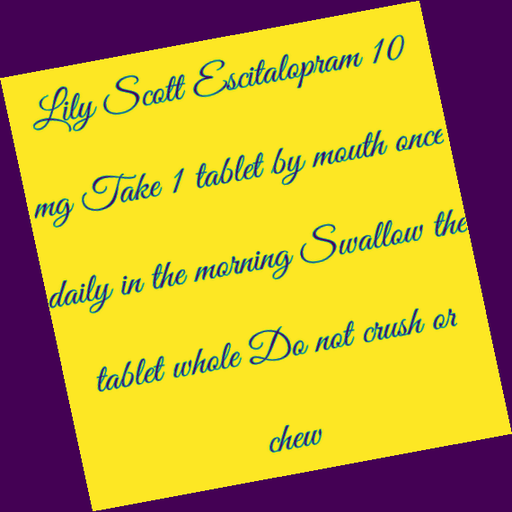 Lily Scott Escitalopram 10
mg Take 1 tablet by mouth once
daily in the morning Swallow the
tablet whole Do not crush or
chew